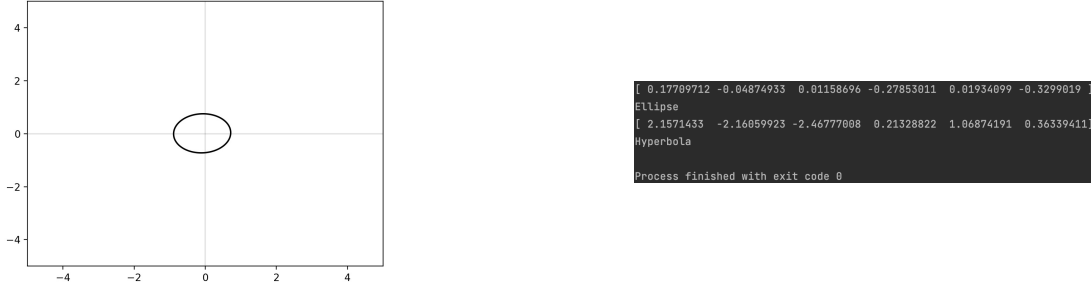 4
2
0
−2
−4
−4 −2 0 2 4
[ 0.17709712 -0.04874933  0.01158696 -0.27853011  0.01934099 -0.3299019 ]
Ellipse
[ 2.1571433  -2.16059923 -2.46777008  0.21328822  1.06874191  0.36339411]
Hyperbola
Process finished with exit code 0